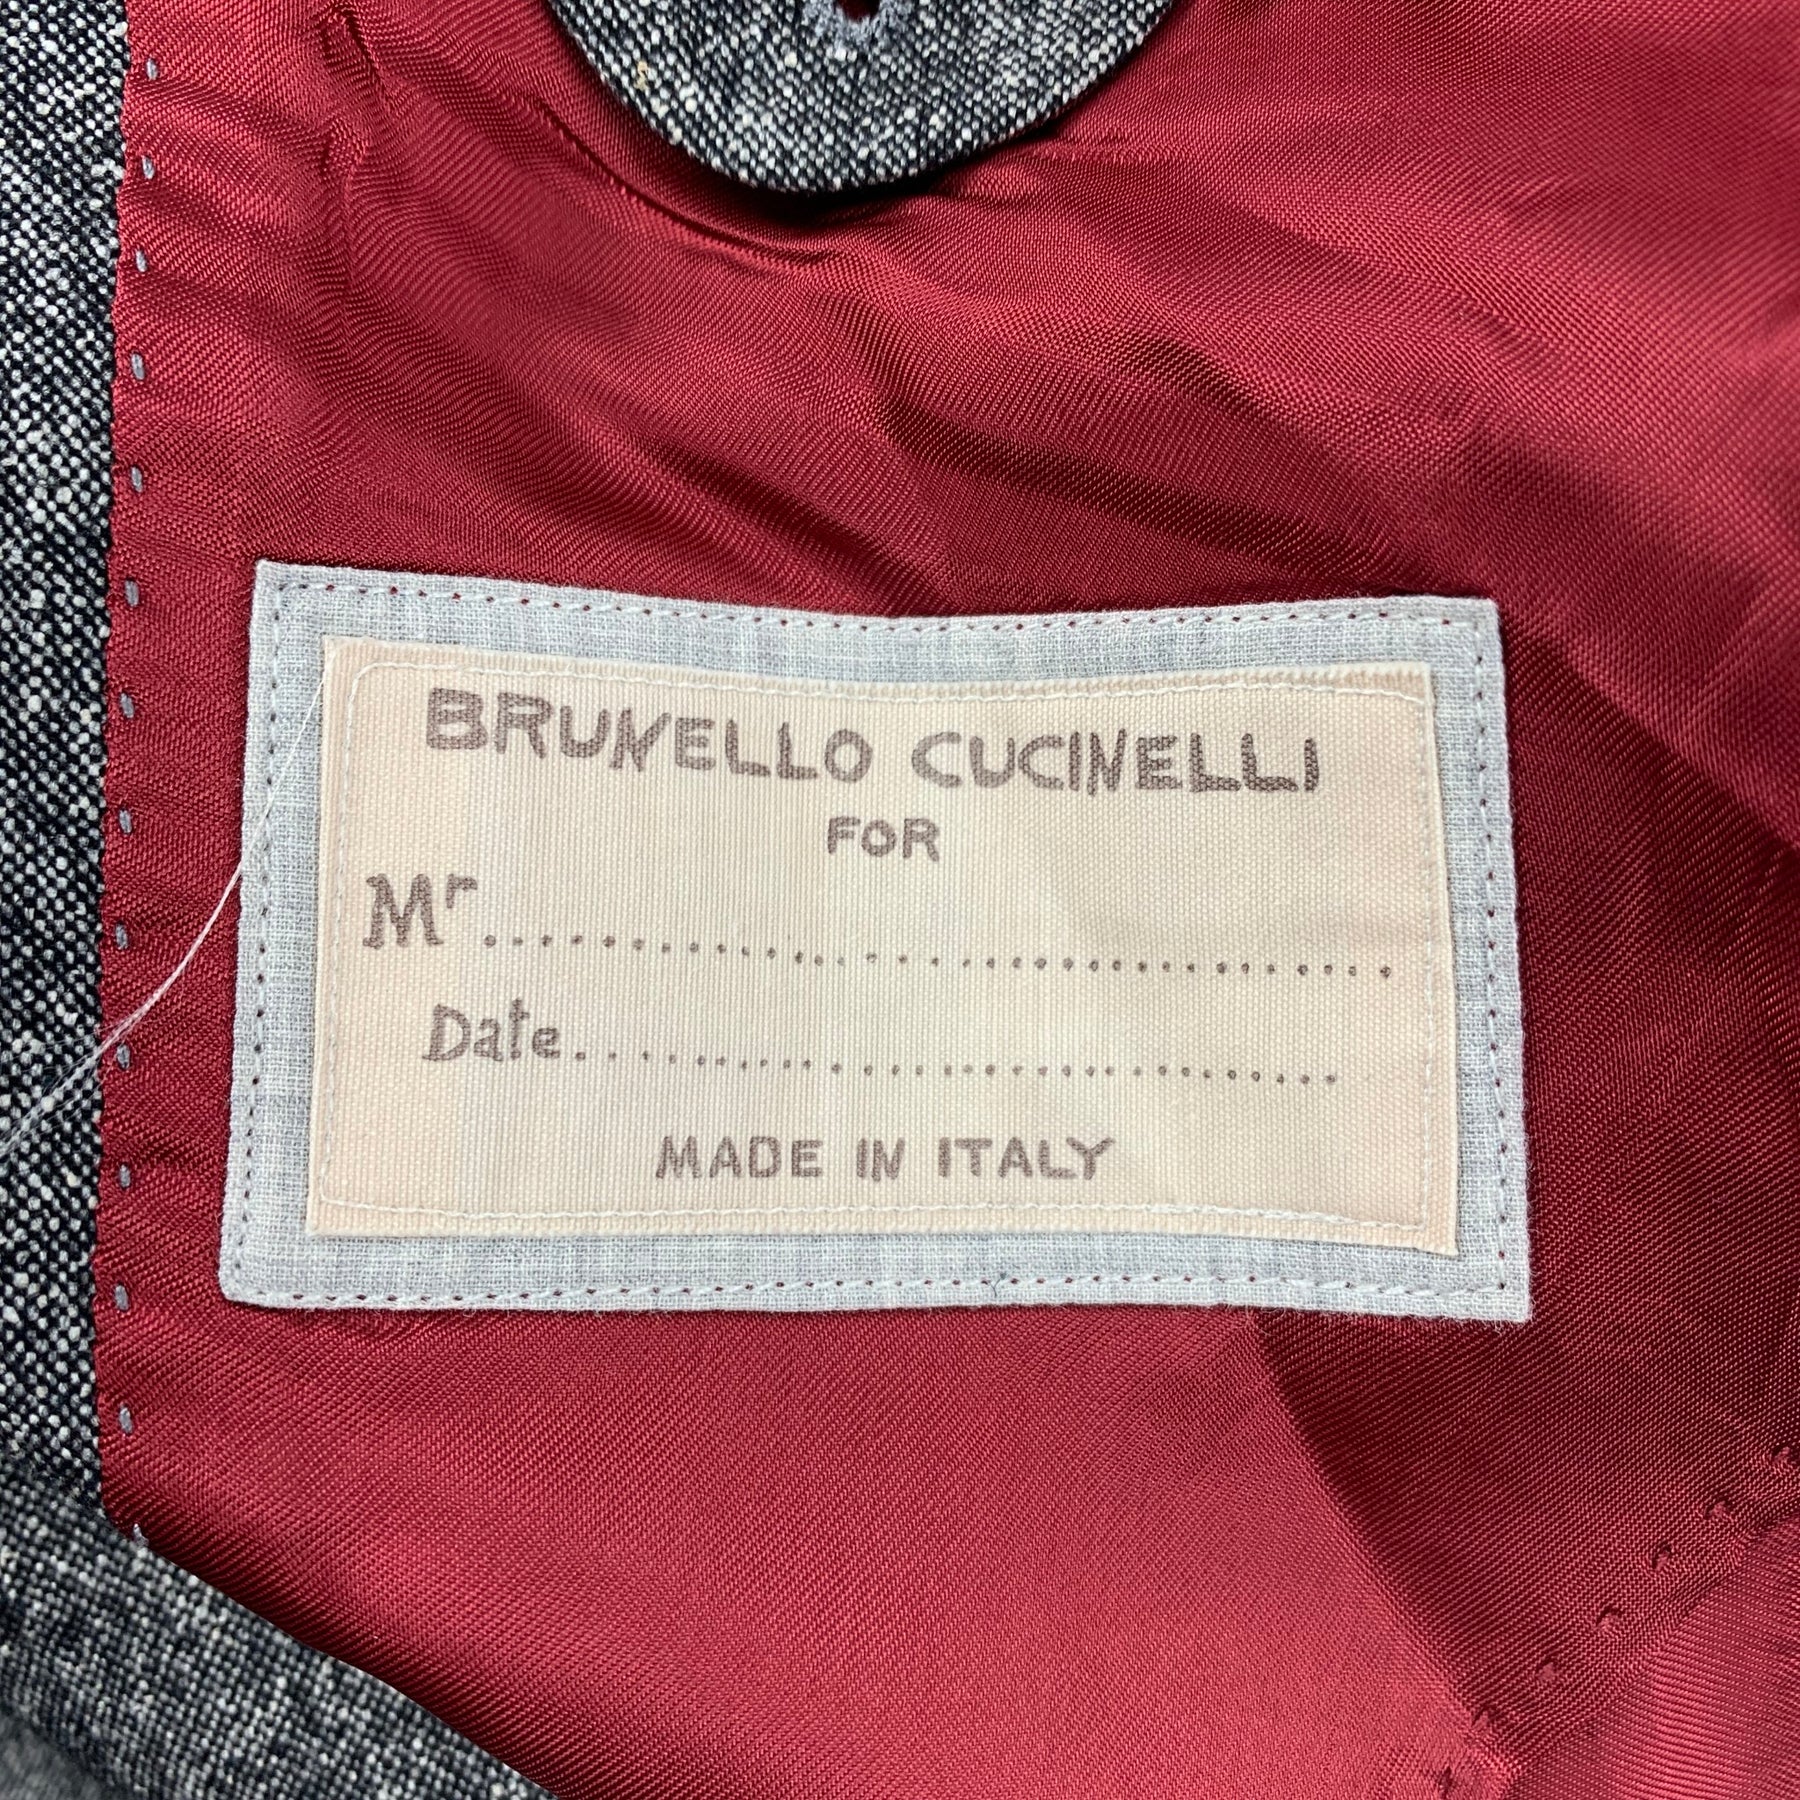 BRUNELLO CUCINELLI
FOR
Mr..............................
Date..........................
MADE IN ITALY